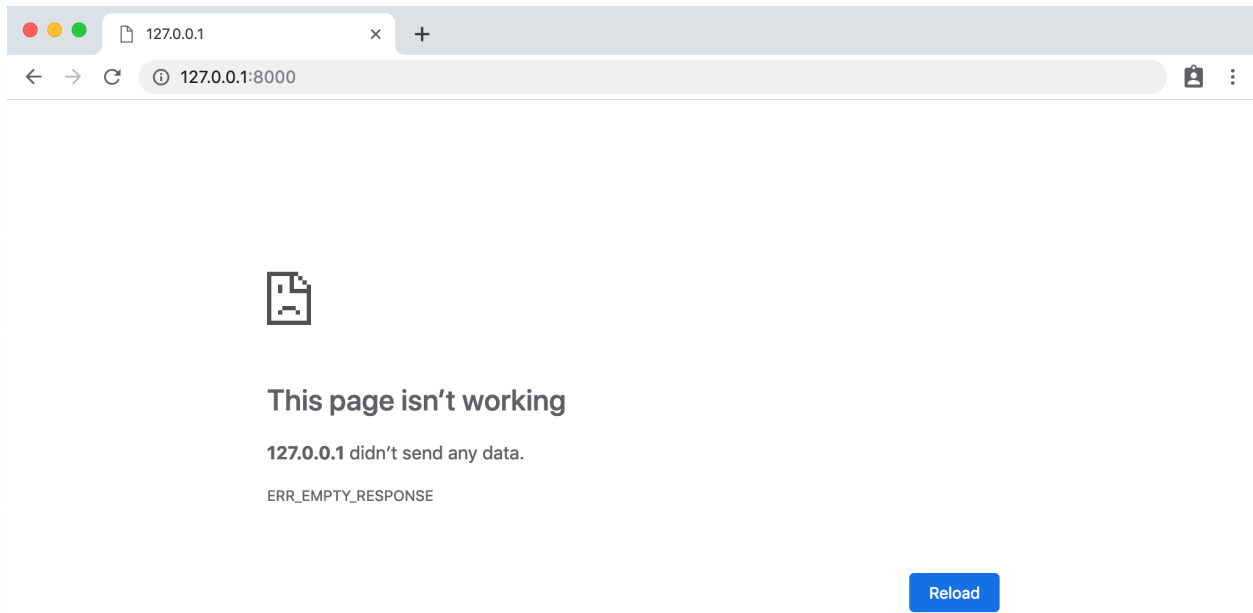 127.0.0.1
127.0.0.1:8000
This page isn’t working
127.0.0.1 didn’t send any data.
ERR_EMPTY_RESPONSE
Reload